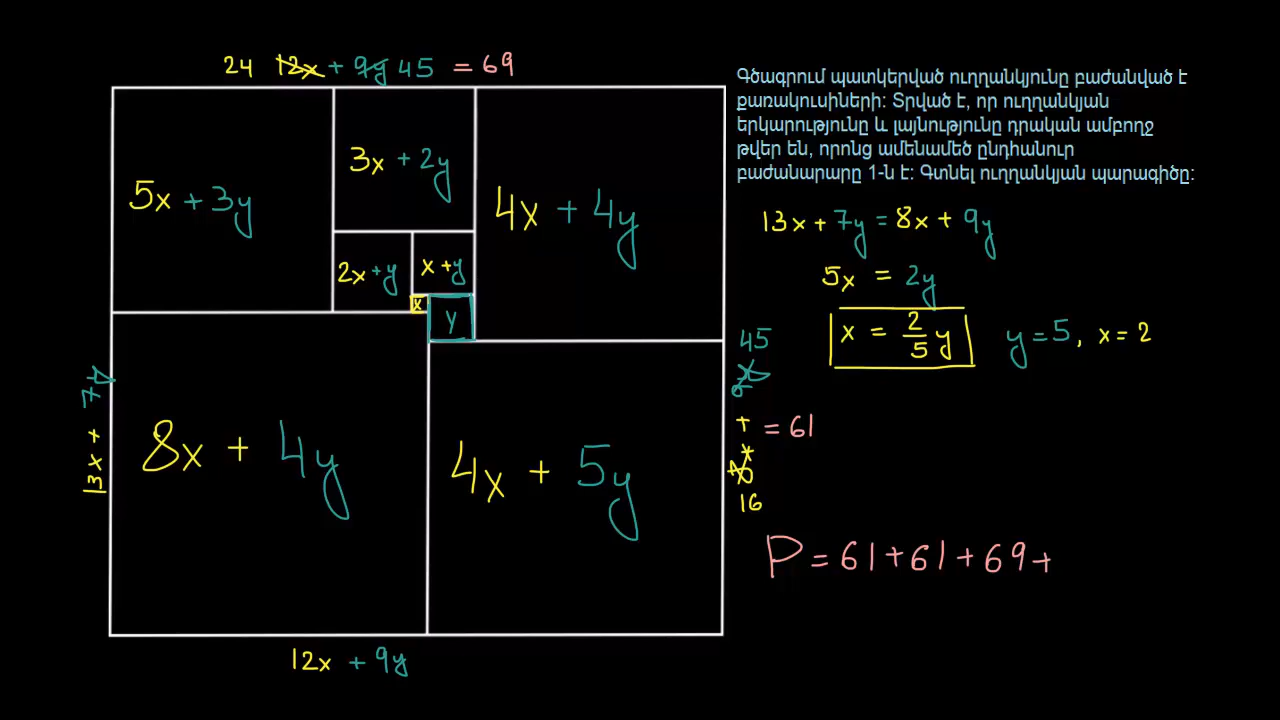 24 12x + 9y 45 = 69
Գծագրում պատկերված ուղղանկյունը բաժանված է
քառակուսիների: Տրված է, որ ուղղանկյան
երկարությունը և լայնությունը դրական ամբողջ
թվեր են, որոնց ամենամեծ ընդհանուր
բաժանարարը 1-ն է: Գտնել ուղղանկյան պարագիծը:
5x + 3y
3x + 2y
4x + 4y
2x + y
x + y
x
y
13x + 7y = 8x + 9y
5x = 2y
x = 2/5 y
y = 5, x = 2
13x + 7y
8x + 4y
4x + 5y
45
+
16
= 61
P = 61 + 61 + 69 +
12x + 9y